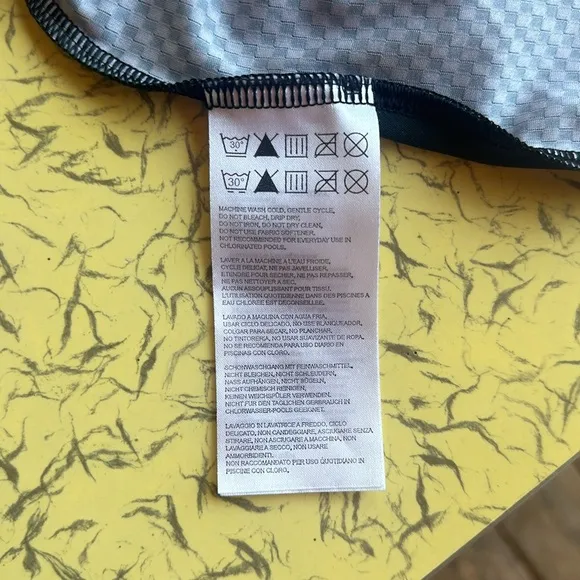 30°
30°
MACHINE WASH COLD, GENTLE CYCLE,
DO NOT BLEACH, DRIP DRY,
DO NOT IRON, DO NOT DRY CLEAN,
DO NOT USE FABRIC SOFTENER.
NOT RECOMMENDED FOR EVERYDAY USE IN
CHLORINATED POOLS.
LAVER A LA MACHINE A L'EAU FROIDE,
CYCLE DELICAT, NE PAS JAVELLISER,
ETENDRE POUR SECHER, NE PAS REPASSER,
NE PAS NETTOYER A SEC,
AUCUN ASSOUPLISSANT POUR TISSU.
L'UTILISATION QUOTIDIENNE DANS DES PISCINES A
EAU CHLOREE EST DECONSEILLEE.
LAVADO A MAQUINA CON AGUA FRIA,
USAR CICLO DELICADO, NO USE BLANQUEADOR,
COLGAR PARA SECAR, NO PLANCHAR,
NO TINTORERIA, NO USAR SUAVIZANTE DE ROPA.
NO SE RECOMIENDA PARA USO DIARIO EN
PISCINAS CON CLORO.
SCHONWASCHGANG MIT FEINWASCHMITTEL,
NICHT BLEICHEN, NICHT SCHLEUDERN,
NASS AUFHÄNGEN, NICHT BÜGELN,
NICHT CHEMISCH REINIGEN,
KEINEN WEICHSPÜLER VERWENDEN.
NICHT FÜR DEN TÄGLICHEN GERBRAUCH IN
CHLORWASSER-POOLS GEEIGNET.
LAVAGGIO IN LAVATRICE A FREDDO, CICLO
DELICATO, NON CANDEGGIARE, ASCIUGARE SENZA
STIRARE, NON ASCIUGARE A MACCHINA, NON
LAVAGGIARE A SECCO, NON USARE
AMMORBIDENTI.
NON RACCOMANDATO PER USO QUOTIDIANO IN
PISCINE CON CLORO.